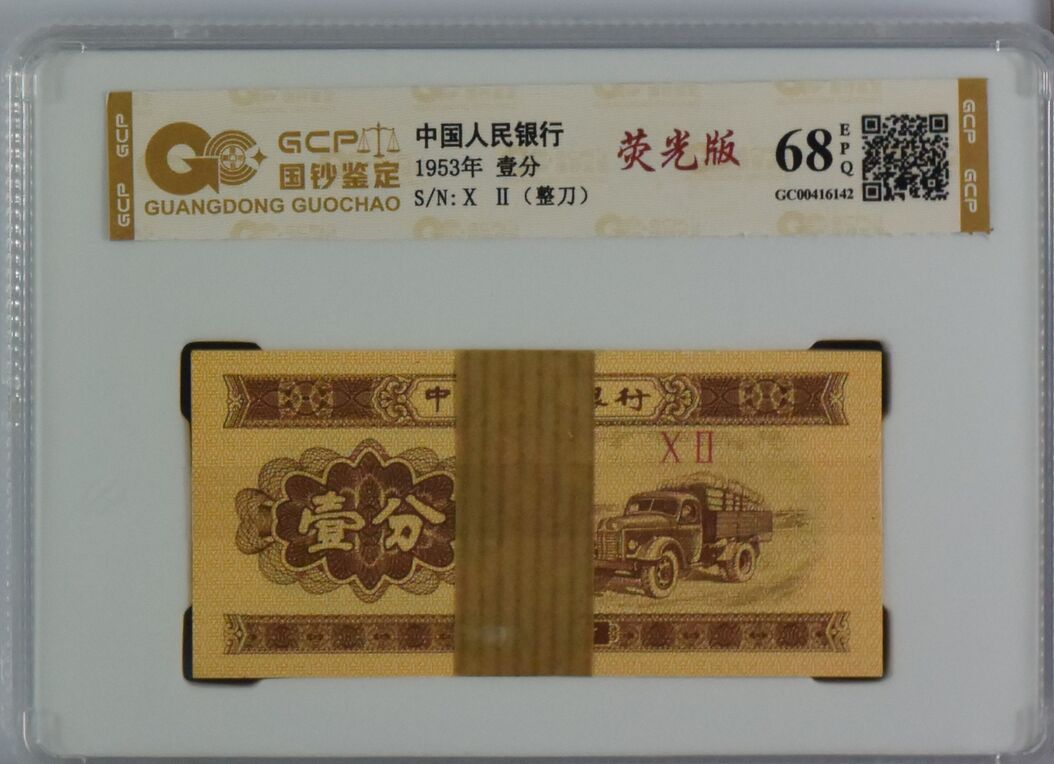 GCP
GCP
GCP
国钞鉴定
GUANGDONG GUOCHAO
中国人民银行
1953年 壹分
S/N: X Ⅱ（整刀）
荧光版
68
EPQ
GC00416142
GCP
GCP
中
行
X Ⅱ
壹分